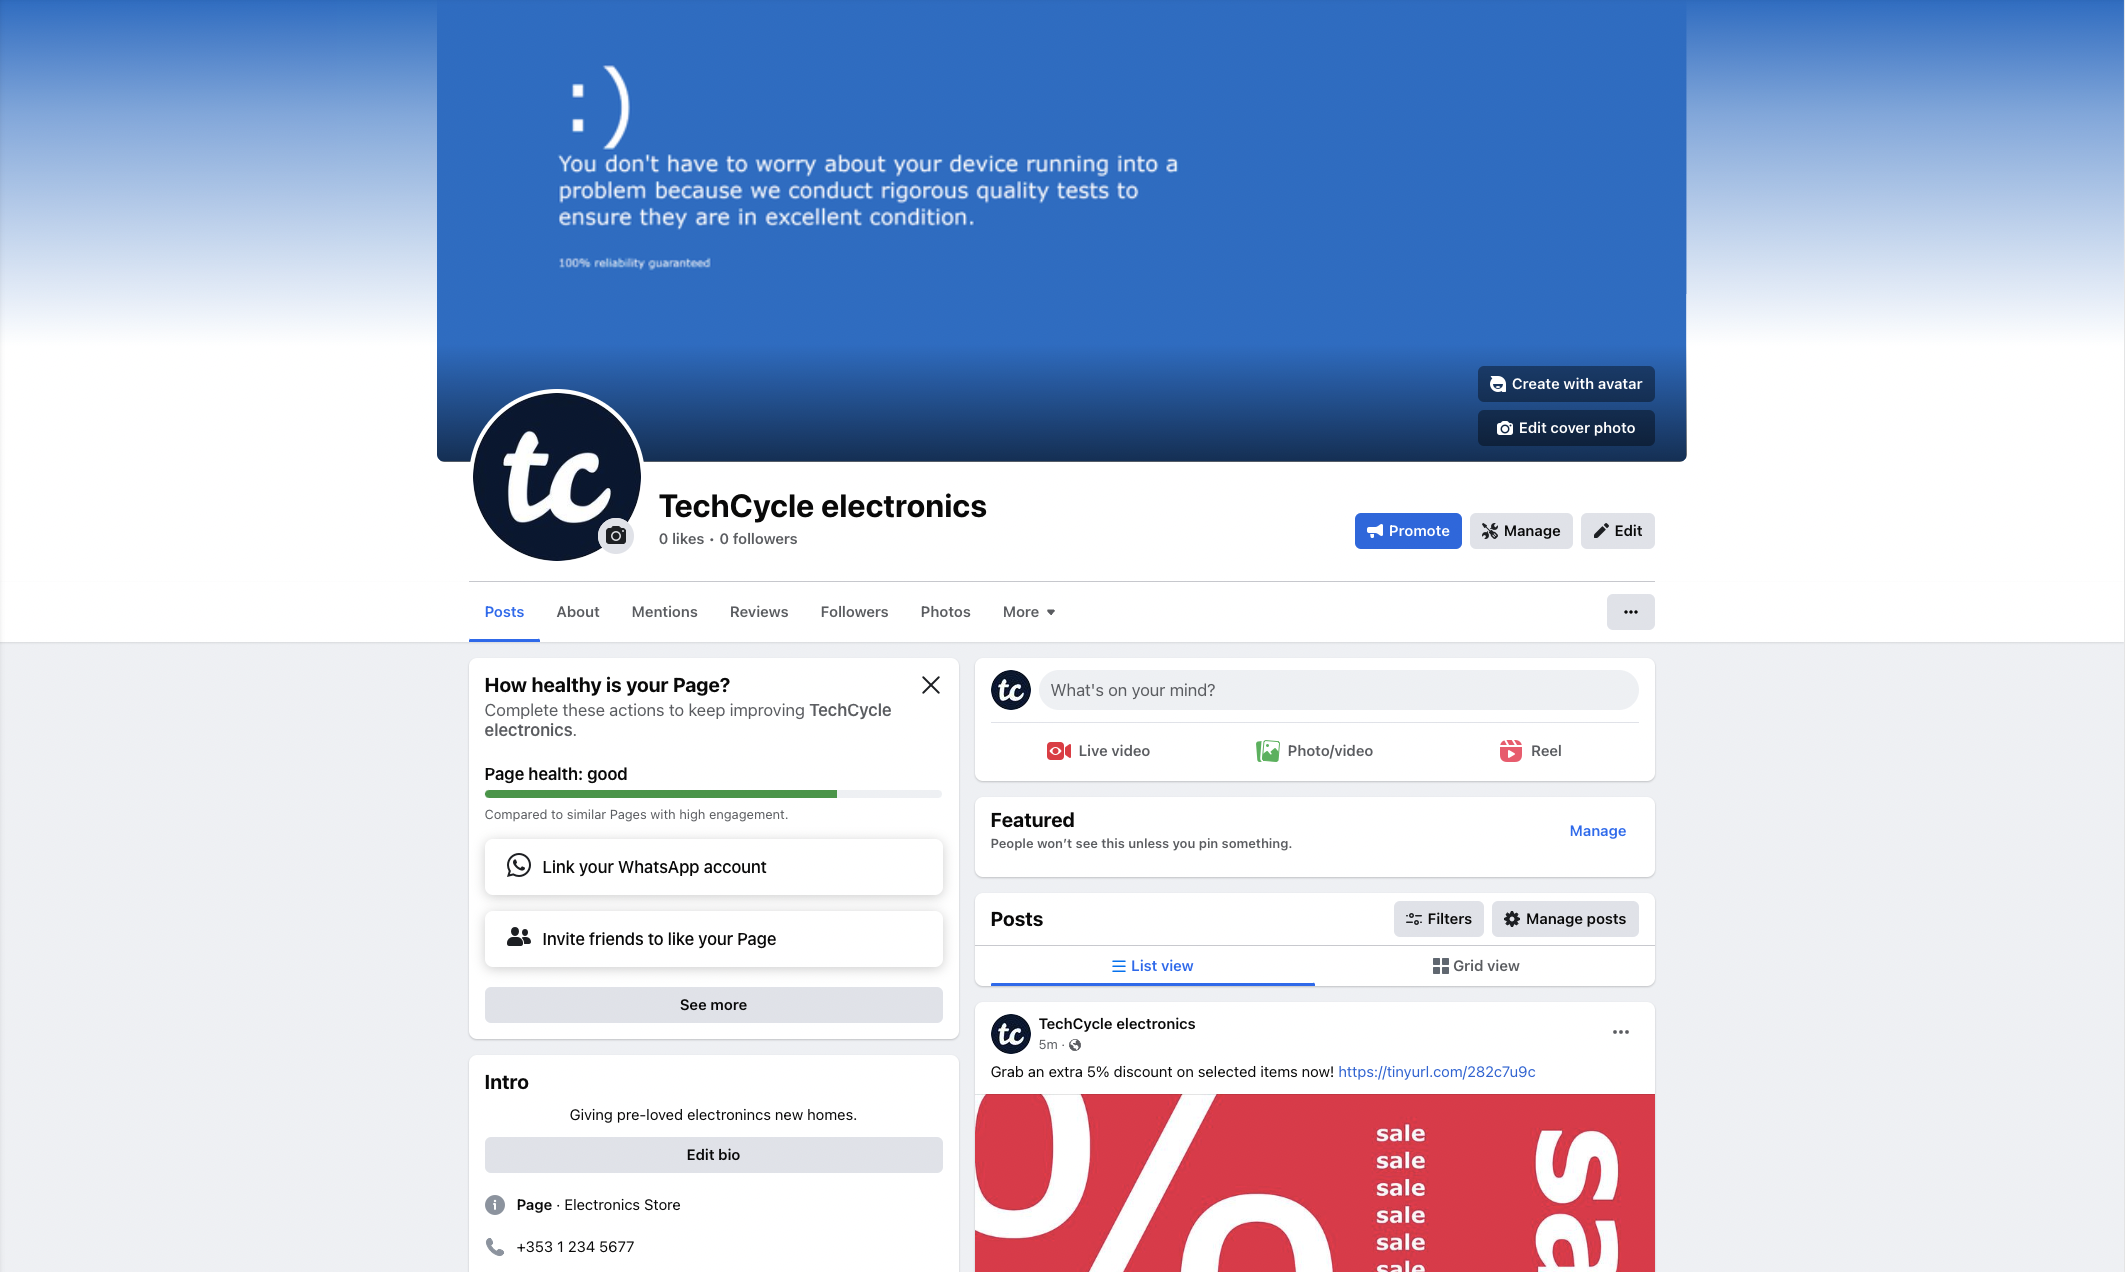 :)
You don't have to worry about your device running into a
problem because we conduct rigorous quality tests to
ensure they are in excellent condition.
100% reliability guaranteed
Create with avatar
Edit cover photo
tc
TechCycle electronics
0 likes • 0 followers
Promote
Manage
Edit
Posts
About
Mentions
Reviews
Followers
Photos
More
How healthy is your Page?
Complete these actions to keep improving TechCycle
electronics.
Page health: good
Compared to similar Pages with high engagement.
Link your WhatsApp account
Invite friends to like your Page
See more
Intro
Giving pre-loved electronincs new homes.
Edit bio
Page · Electronics Store
+353 1 234 5677
tc
What's on your mind?
Live video
Photo/video
Reel
Featured
People won't see this unless you pin something.
Manage
Posts
Filters
Manage posts
List view
Grid view
tc
TechCycle electronics
5m ·
Grab an extra 5% discount on selected items now! https://tinyurl.com/282c7u9c
%
sale
sale
sale
sale
sale
sale
sa